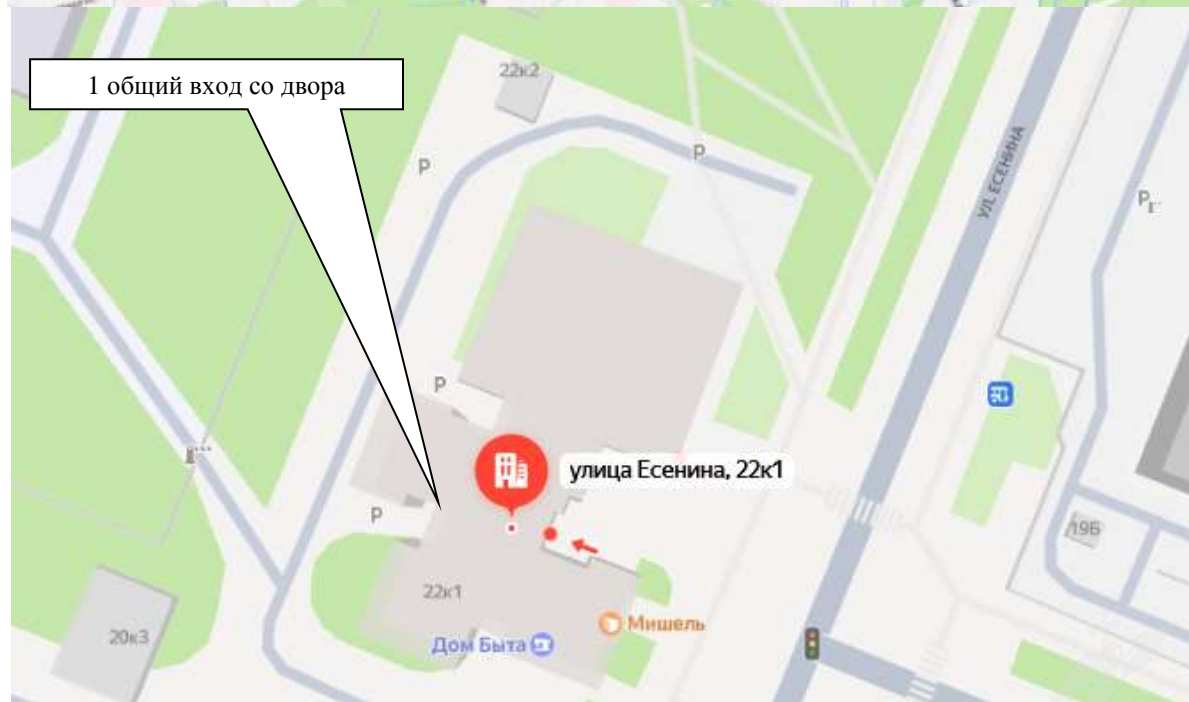 22к2
1 общий вход со двора
P
P
УЛ. ЕСЕНИНА
P
P
улица Есенина, 22к1
P
19Б
22к1
Мишель
20к3
Дом Быта